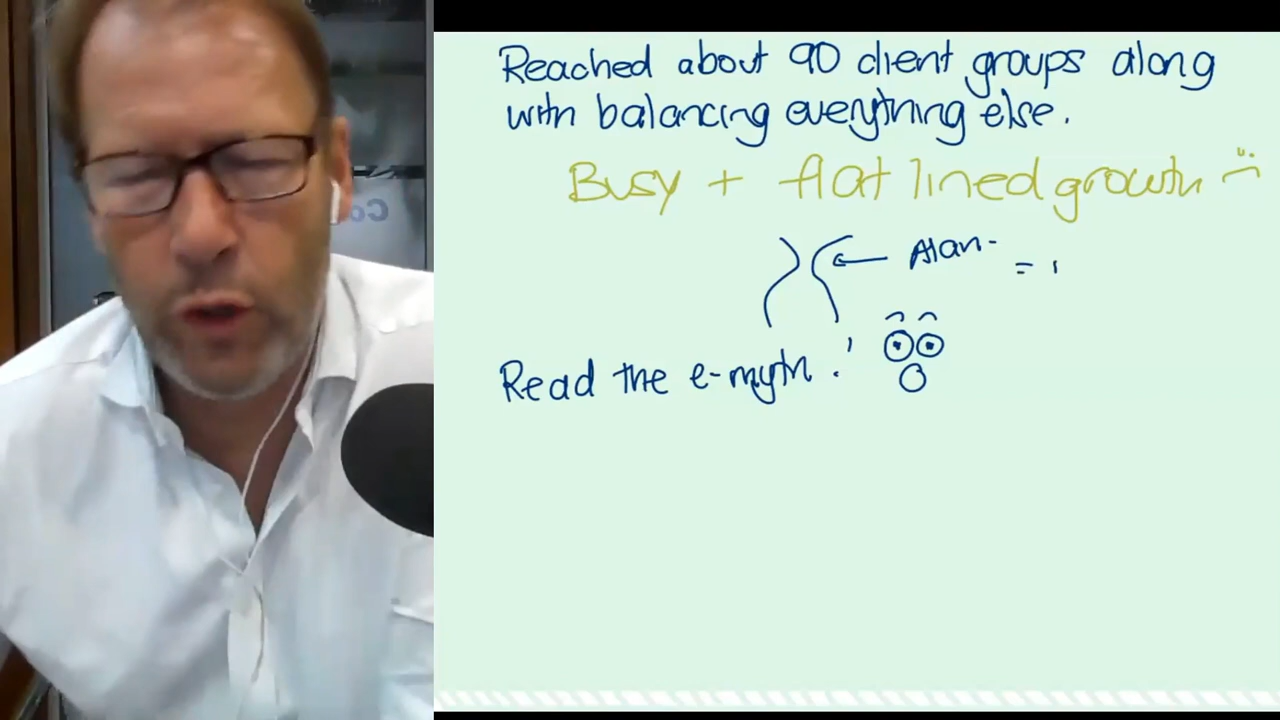 Reached about 90 client groups along
with balancing everything else.
Busy + flat lined growth
Alan
Read the e-myth!